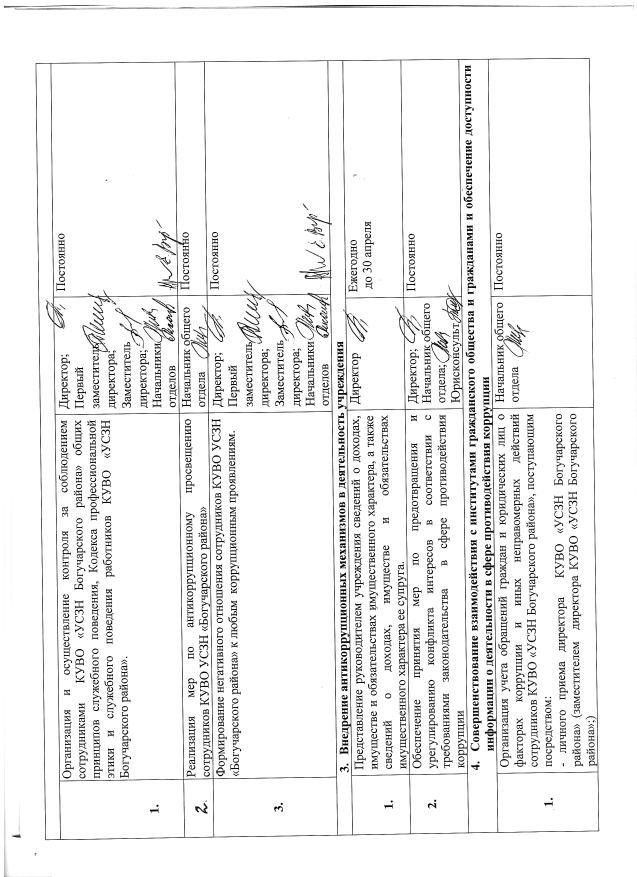 1.
Организация и осуществление контроля за соблюдением
сотрудниками КУВО «УСЗН Богучарского района» общих
принципов служебного поведения, Кодекса профессиональной
этики и служебного поведения работников КУВО «УСЗН
Богучарского района».
Директор;
Первый
заместитель
директора;
Заместитель
директора;
Начальники
отделов
Постоянно
2.
Реализация мер по антикоррупционному просвещению
сотрудников КУВО УСЗН «Богучарского района»
Начальник общего
отдела
Постоянно
3.
Формирование негативного отношения сотрудников КУВО УСЗН
«Богучарского района» к любым коррупционным проявлениям.
Директор;
Первый
заместитель
директора;
Заместитель
директора;
Начальники
отделов
Постоянно
3. Внедрение антикоррупционных механизмов в деятельность учреждения
1.
Представление руководителем учреждения сведений о доходах,
имуществе и обязательствах имущественного характера, а также
сведений о доходах, имуществе и обязательствах
имущественного характера ее супруга.
Директор
Ежегодно
до 30 апреля
2.
Обеспечение принятия мер по предотвращения и
урегулированию конфликта интересов в соответствии с
требованиями законодательства в сфере противодействия
коррупции
Директор;
Начальник общего
отдела;
Юрисконсульт
Постоянно
4. Совершенствование взаимодействия с институтами гражданского общества и гражданами и обеспечение доступности
информации о деятельности в сфере противодействия коррупции
1.
Организация учета обращений граждан и юридических лиц о
факторах коррупции и иных неправомерных действий
сотрудников КУВО «УСЗН Богучарского района», поступающим
посредством:
- личного приема директора КУВО «УСЗН Богучарского
района» (заместителем директора КУВО «УСЗН Богучарского
района»;)
Начальник общего
отдела
Постоянно